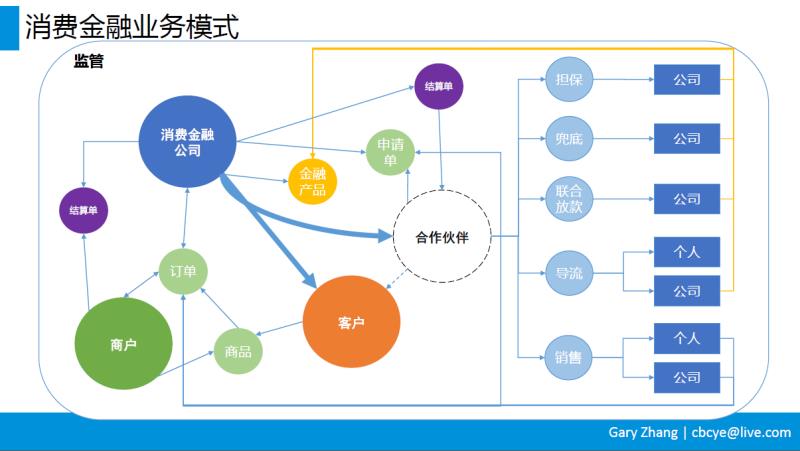 消费金融业务模式
监管
消费金融
公司
结算单
申请
单
金融
产品
结算单
合作伙伴
订单
商户
商品
客户
担保
公司
兜底
公司
联合
放款
公司
导流
个人
公司
销售
个人
公司
Gary Zhang | cbcye@live.com